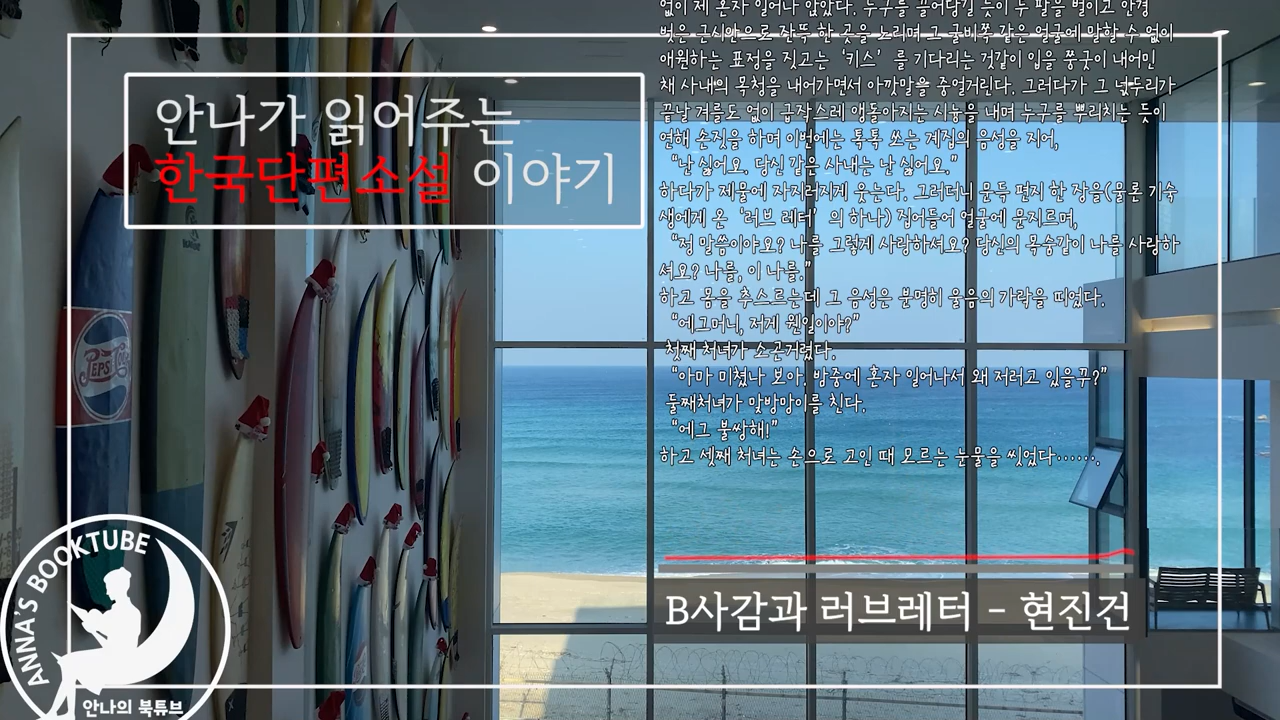 안나가 읽어주는
한국단편소설 이야기
없이 제 혼자 일어나 앉았다. 누구를 끌어당길 듯이 두 팔을 벌이고 안경
벗은 근시안으로 잔뜩 한 곳을 노리며 그 굴비쪽 같은 얼굴에 말할 수 없이
애원하는 표정을 짓고는 ‘키스’를 기다리는 것같이 입을 쫑긋이 내어민
채 사내의 목청을 내어가면서 아깟말을 중얼거린다. 그러다가 그 넋두리가
끝날 겨를도 없이 급작스레 앵돌아지는 시늉을 내며 누구를 뿌리치는 듯이
연해 손짓을 하며 이번에는 톡톡 쏘는 계집의 음성을 지어,
“난 싫어요. 당신 같은 사내는 난 싫어요.”
하다가 제물에 자지러지게 웃는다. 그러더니 문득 편지 한 장을(물론 기숙
생에게 온 ‘러브 레터’의 하나) 집어들어 얼굴에 문지르며,
“정 말씀이야요? 나를 그렇게 사랑하셔요? 당신의 목숨같이 나를 사랑하
셔요? 나를, 이 나를.”
하고 몸을 추스르는데 그 음성은 분명히 울음의 가락을 띠었다.
“에그머니, 저게 웬일이야?”
첫째 처녀가 소곤거렸다.
“아마 미쳤나 보아. 밤중에 혼자 일어나서 왜 저러고 있을꾸?”
둘째처녀가 맞방망이를 친다.
“에그 불쌍해!”
하고 셋째 처녀는 손으로 고인 때 모르는 눈물을 씻었다…….
B사감과 러브레터 - 현진건
ANNA'S BOOKTUBE
안나의 북튜브